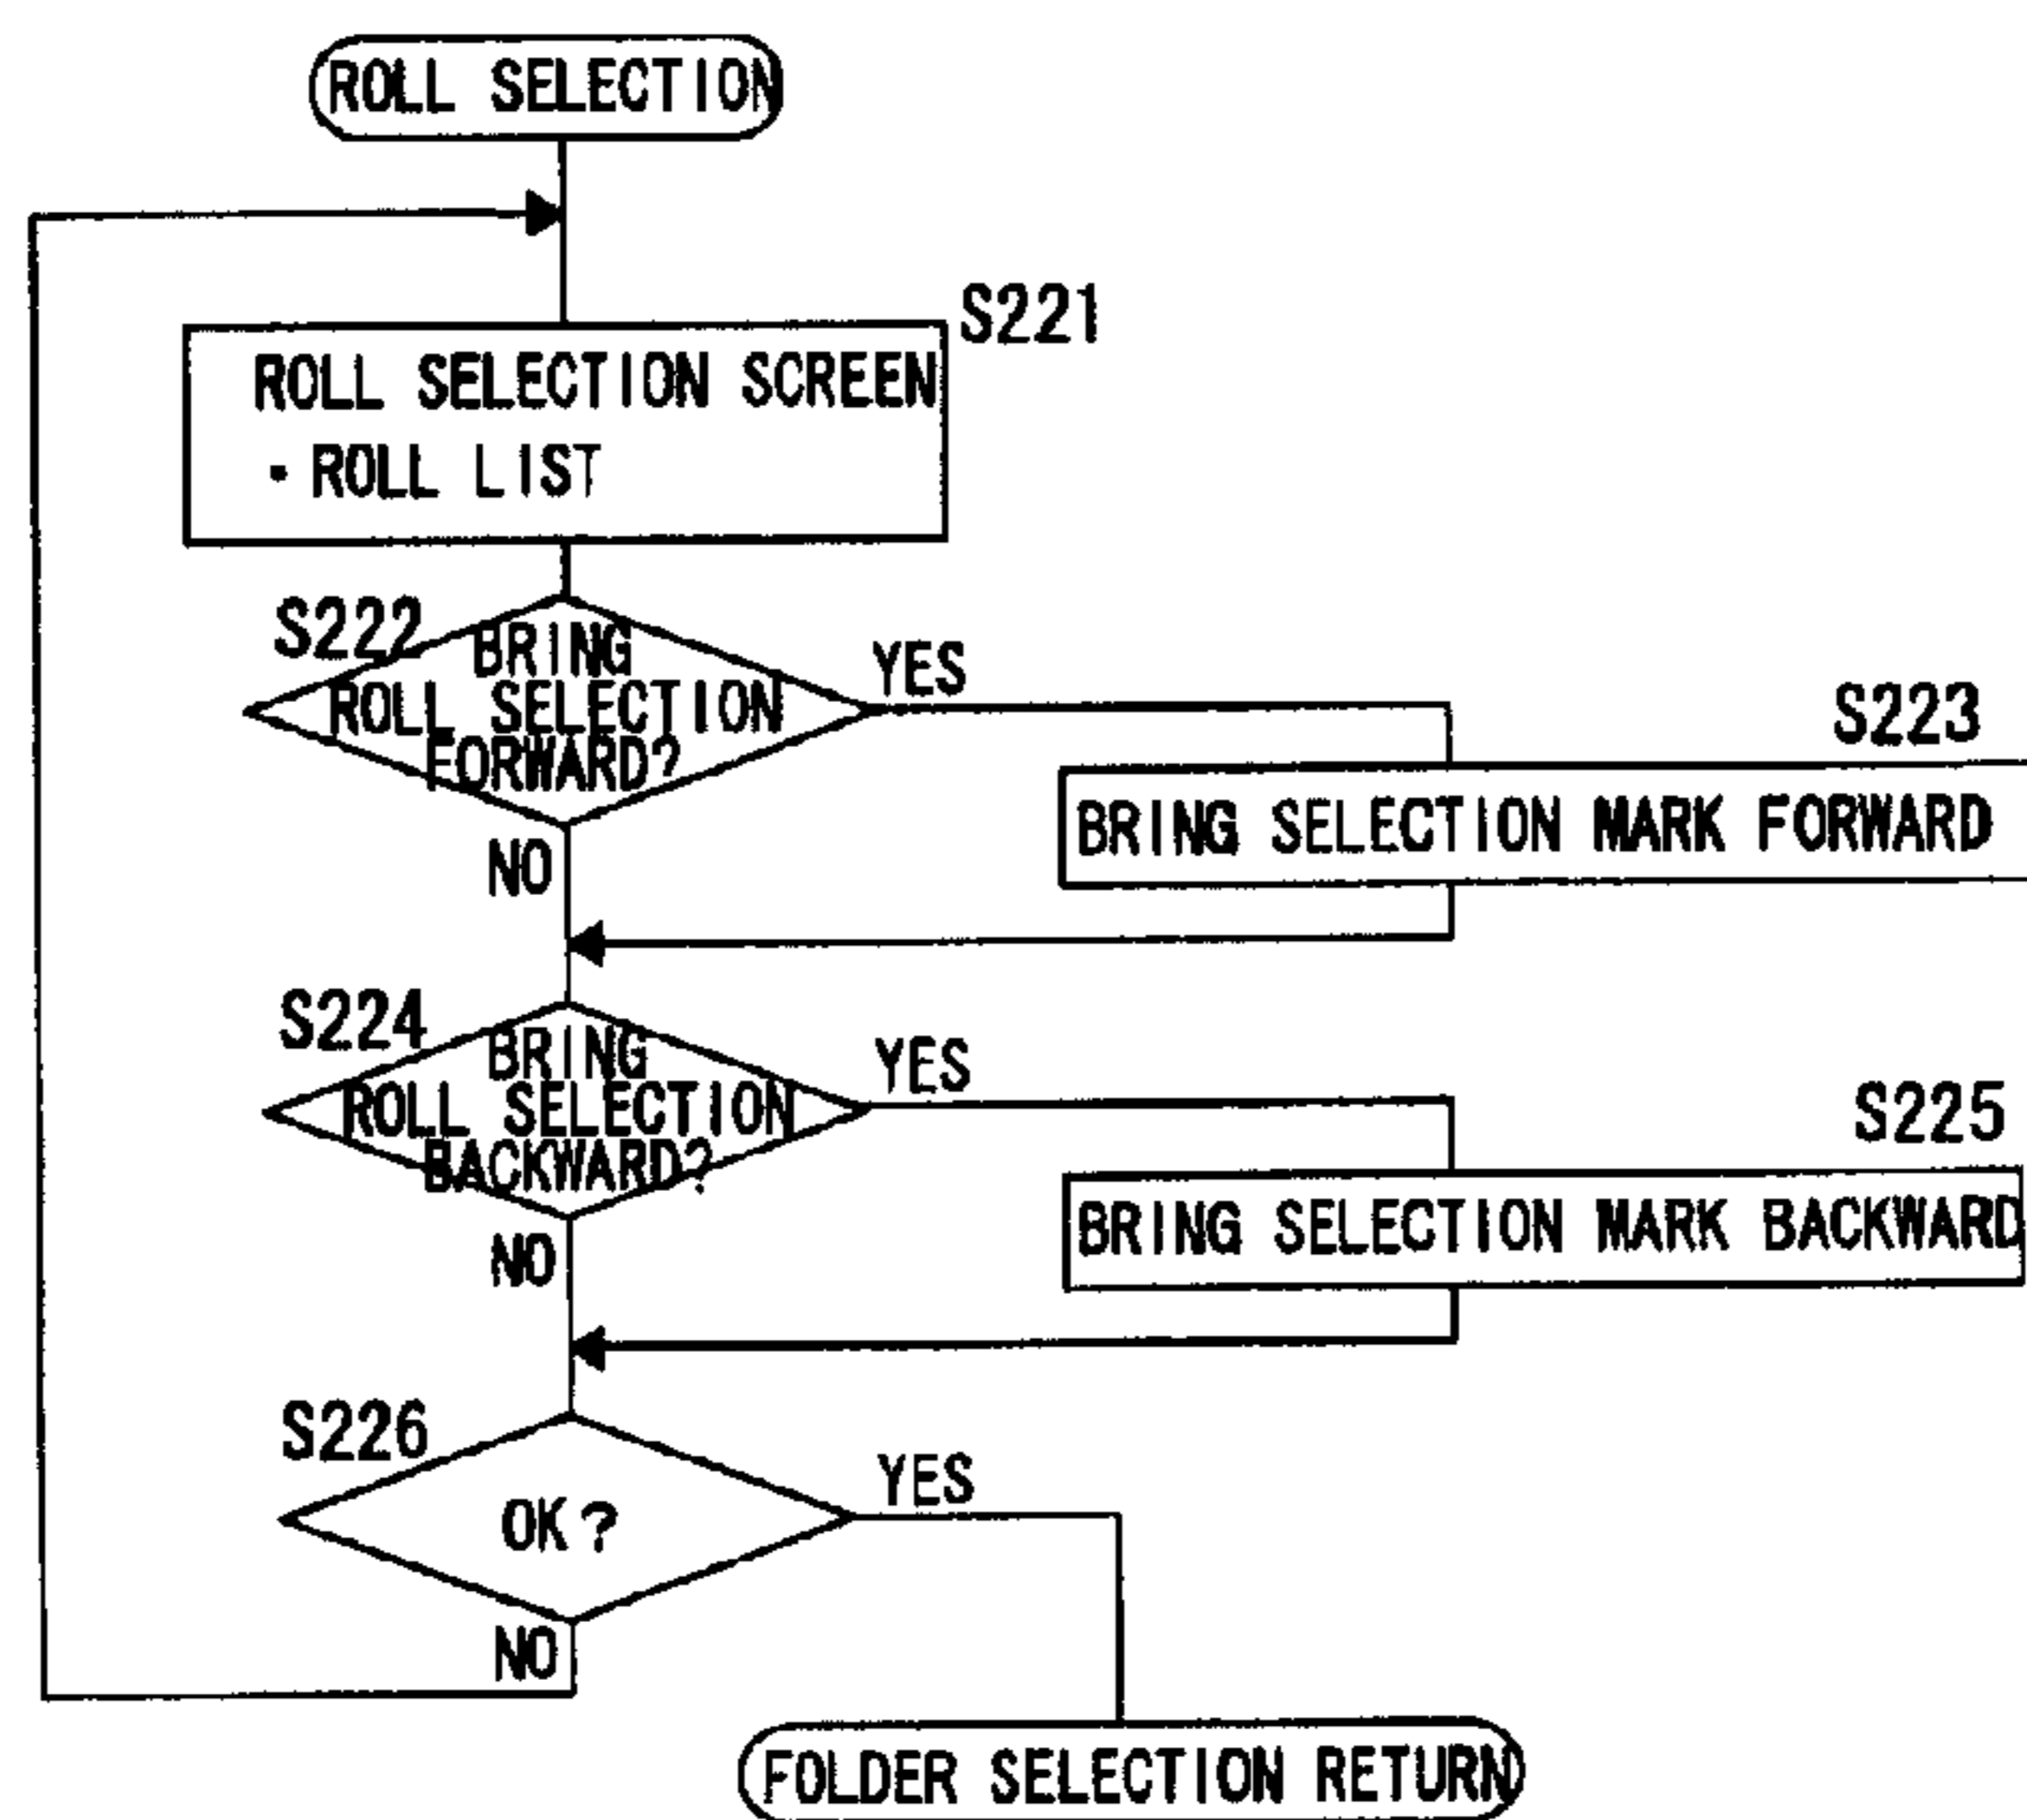 ROLL SELECTION
S221
ROLL SELECTION SCREEN
· ROLL LIST
S222
BRING
ROLL SELECTION
FORWARD?
YES
NO
S223
BRING SELECTION MARK FORWARD
S224
BRING
ROLL SELECTION
BACKWARD?
YES
NO
S225
BRING SELECTION MARK BACKWARD
S226
OK?
YES
NO
FOLDER SELECTION RETURN